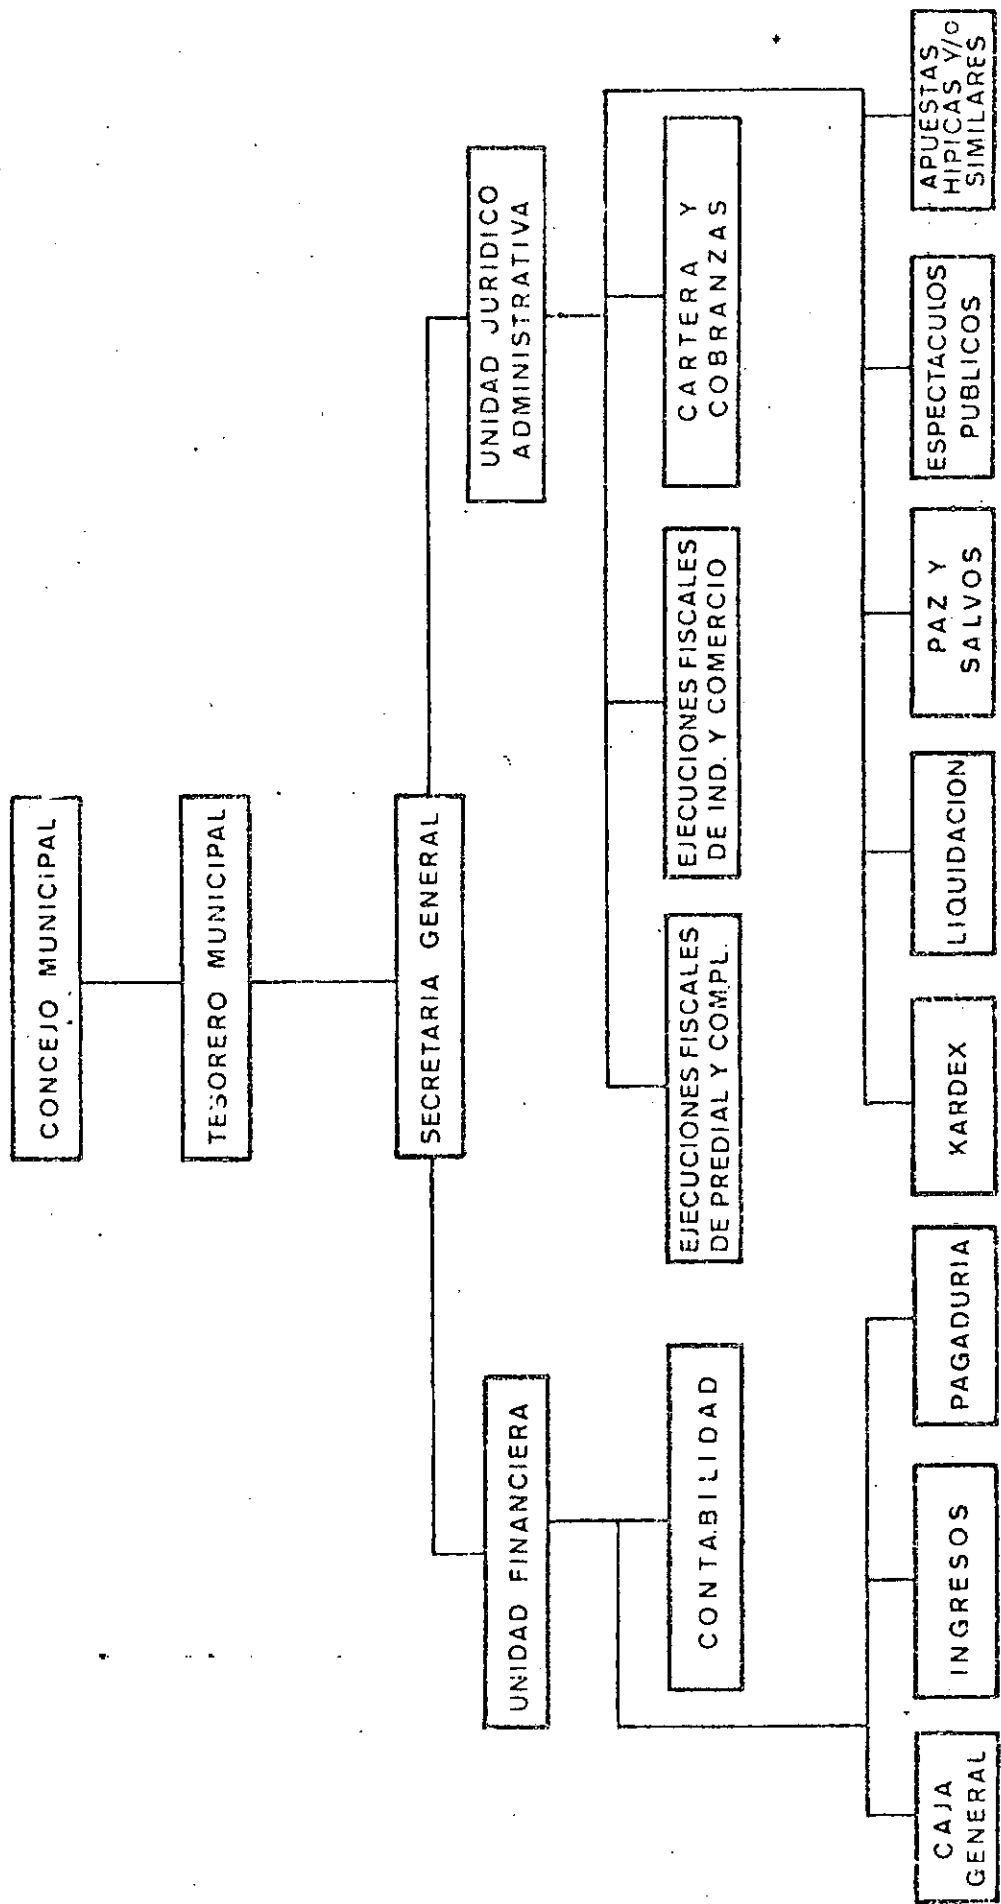 CONCEJO MUNICIPAL
TESORERO MUNICIPAL
SECRETARIA GENERAL
UNIDAD FINANCIERA
UNIDAD JURIDICO
ADMINISTRATIVA
CONTABILIDAD
EJECUCIONES FISCALES
DE PREDIAL Y COMPL.
EJECUCIONES FISCALES
DE IND. Y COMERCIO
CARTERA Y
COBRANZAS
CAJA
GENERAL
INGRESOS
PAGADURIA
KARDEX
LIQUIDACION
PAZ Y
SALVOS
ESPECTACULOS
PUBLICOS
APUESTAS
HIPICAS Y/O
SIMILARES